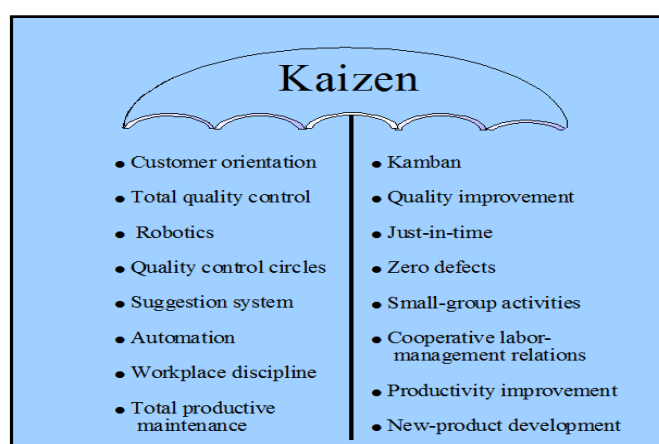 Kaizen
• Customer orientation
• Total quality control
• Robotics
• Quality control circles
• Suggestion system
• Automation
• Workplace discipline
• Total productive
maintenance
• Kamban
• Quality improvement
• Just-in-time
• Zero defects
• Small-group activities
• Cooperative labor-
management relations
• Productivity improvement
• New-product development